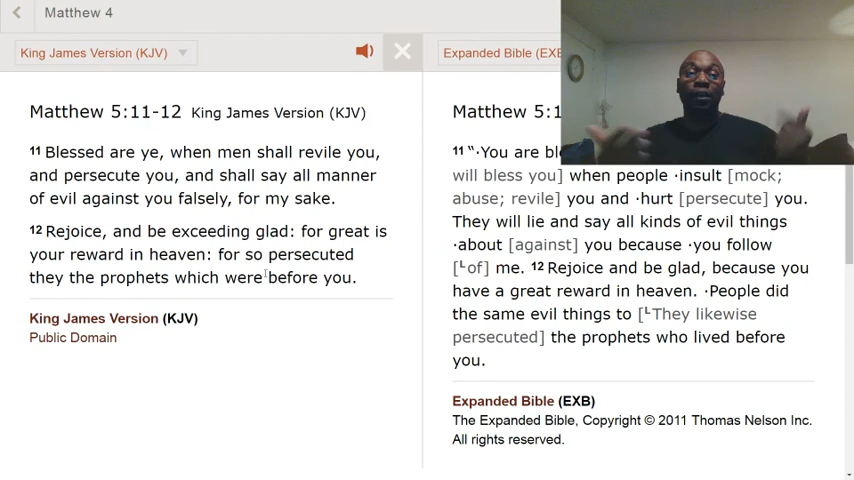 Matthew 4
King James Version (KJV)
Expanded Bible (EXB
Matthew 5:11-12 King James Version (KJV)
11 Blessed are ye, when men shall revile you,
and persecute you, and shall say all manner
of evil against you falsely, for my sake.
12 Rejoice, and be exceeding glad: for great is
your reward in heaven: for so persecuted
they the prophets which were before you.
King James Version (KJV)
Public Domain
Matthew 5:1
11 “·You are bl
will bless you] when people ·insult [mock;
abuse; revile] you and ·hurt [persecute] you.
They will lie and say all kinds of evil things
·about [against] you because ·you follow
[ᴸof] me. 12 Rejoice and be glad, because you
have a great reward in heaven. ·People did
the same evil things to [ᴸThey likewise
persecuted] the prophets who lived before
you.
Expanded Bible (EXB)
The Expanded Bible, Copyright © 2011 Thomas Nelson Inc.
All rights reserved.